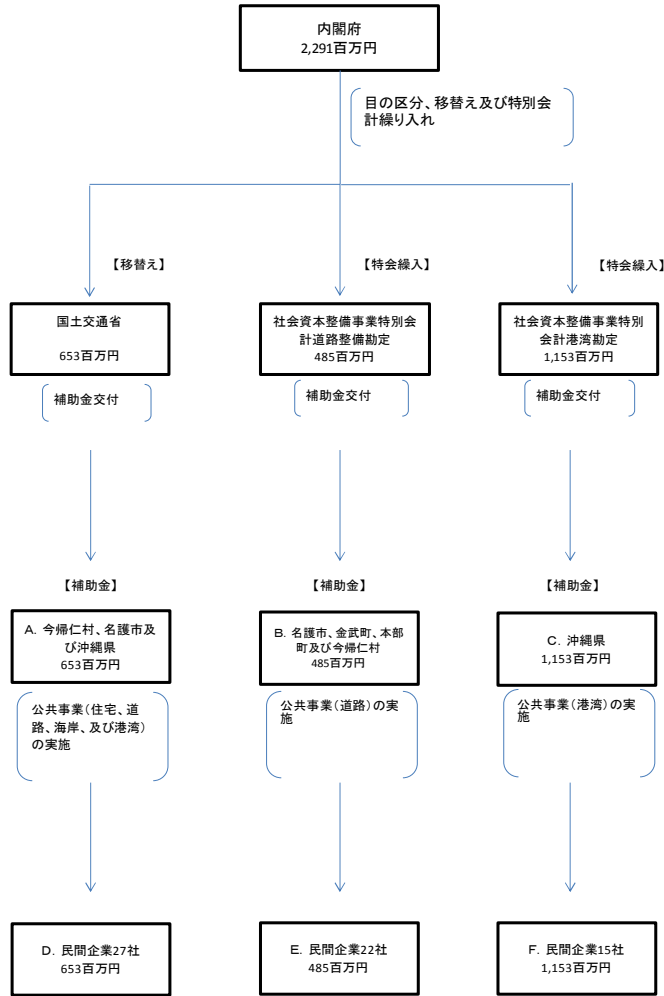 内閣府
2,291百万円
目の区分、移替え及び特別会
計繰り入れ
【移替え】
【特会繰入】
【特会繰入】
国土交通省
653百万円
社会資本整備事業特別会
計道路整備勘定
485百万円
社会資本整備事業特別
会計港湾勘定
1,153百万円
補助金交付
補助金交付
補助金交付
【補助金】
【補助金】
【補助金】
A．今帰仁村、名護市及
び沖縄県
653百万円
B．名護市、金武町、本部
町及び今帰仁村
485百万円
C．沖縄県
1,153百万円
公共事業（住宅、道
路、海岸、及び港湾）
の実施
公共事業（道路）の実
施
公共事業（港湾）の実
施
D．民間企業27社
653百万円
E．民間企業22社
485百万円
F．民間企業15社
1,153百万円